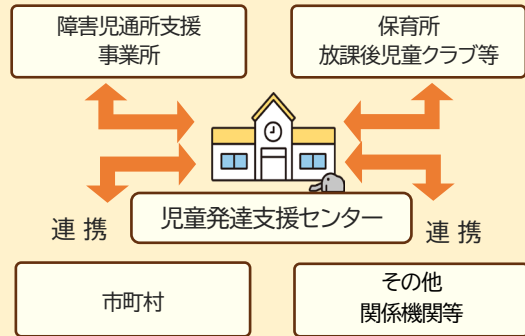 障害児通所支援
事業所
保育所
放課後児童クラブ等
児童発達支援センター
連 携
連 携
市町村
その他
関係機関等